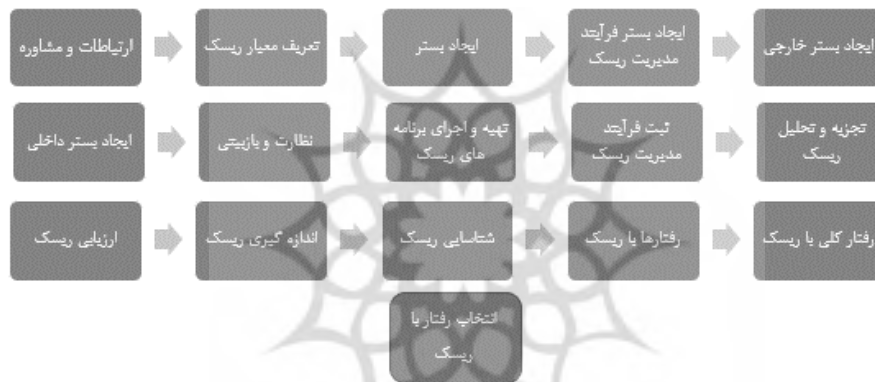 ارتباطات و مشاوره
تعریف معیار ریسک
ایجاد بستر
ایجاد بستر فرآیند
مدیریت ریسک
ایجاد بستر خارجی
ایجاد بستر داخلی
نظارت و بازبینی
تهیه و اجرای برنامه
های ریسک
ثبت فرآیند
مدیریت ریسک
تجزیه و تحلیل
ریسک
ارزیابی ریسک
اندازه گیری ریسک
شناسایی ریسک
رفتارها با ریسک
رفتار کلی با ریسک
انتخاب رفتار با
ریسک